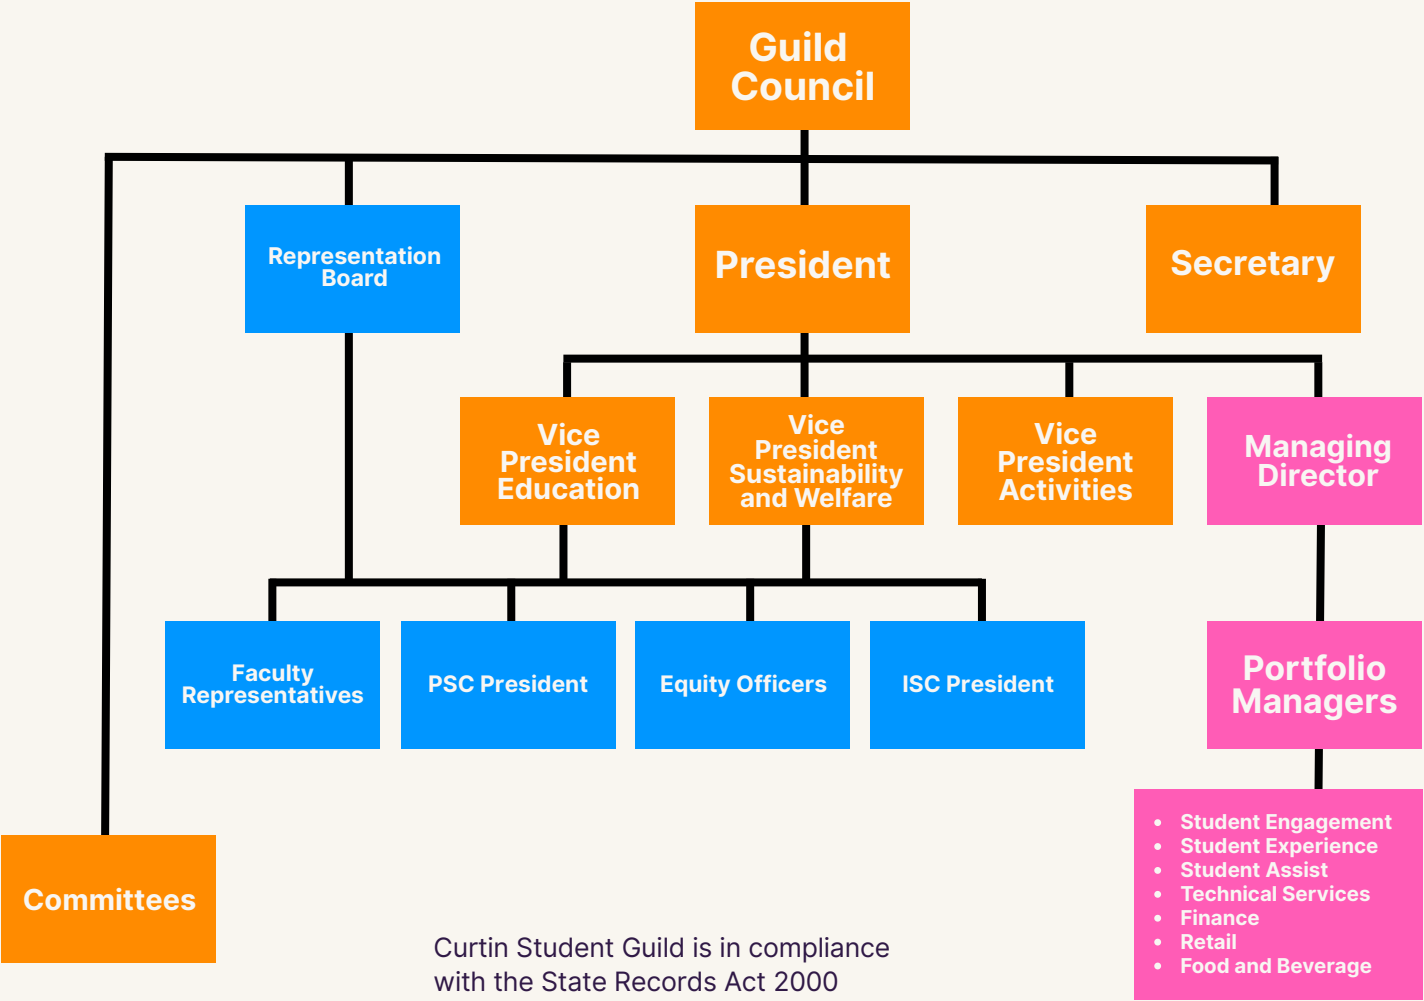 Guild
Council
Representation
Board
President
Secretary
Vice
President
Education
Vice
President
Sustainability
and Welfare
Vice
President
Activities
Managing
Director
Faculty
Representatives
PSC President
Equity Officers
ISC President
Portfolio
Managers
• Student Engagement
• Student Experience
• Student Assist
• Technical Services
• Finance
• Retail
• Food and Beverage
Committees
Curtin Student Guild is in compliance
with the State Records Act 2000